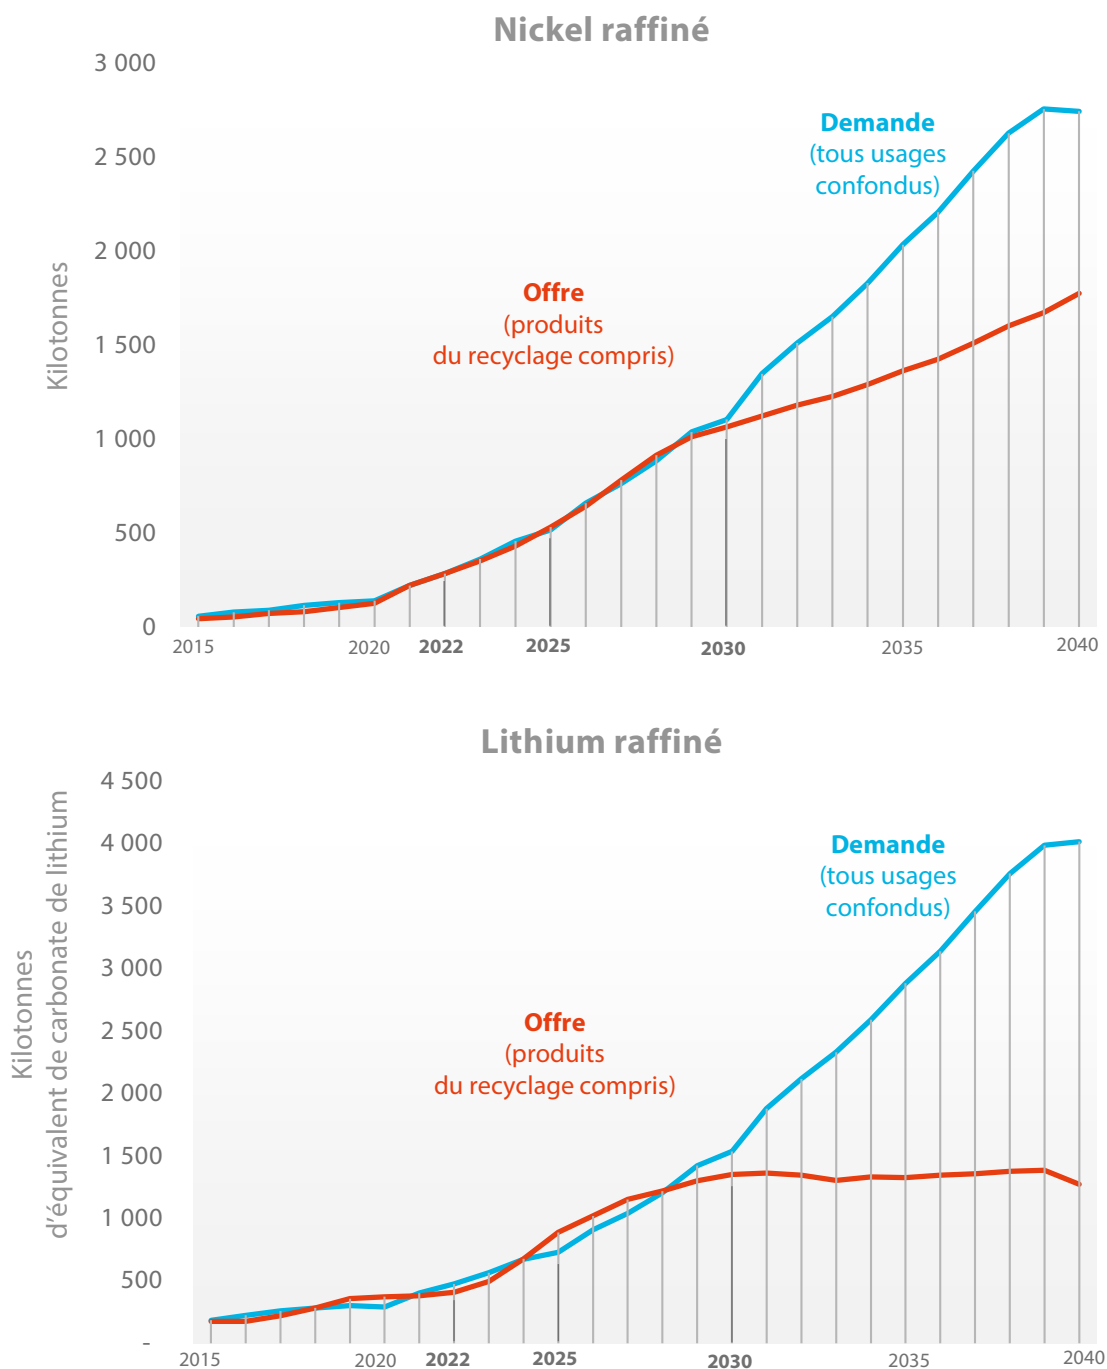 Nickel raffiné
3 000
Demande
(tous usages
confondus)
2 500
2 000
Offre
(produits
du recyclage compris)
Kilotonnes
1 500
1 000
500
0
2015
2020
2022
2025
2030
2035
2040
Lithium raffiné
4 500
4 000
Demande
(tous usages
confondus)
3 500
3 000
Kilotonnes
d'équivalent de carbonate de lithium
2 500
Offre
(produits
du recyclage compris)
2 000
1 500
1 000
500
-
2015
2020
2022
2025
2030
2035
2040